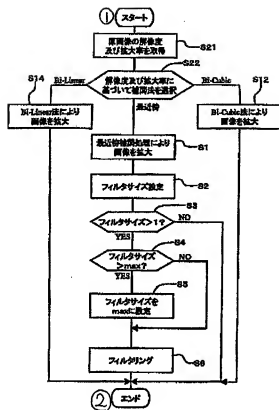 ① スタート
原画像の解像度
及び拡大率を取得
S21
S22
S14
Bi-Linear
解像度及び拡大率に
基づいて補間法を選択
Bi-Cubic
S12
最近待
Bi-Linear法により
画像を拡大
Bi-Cubic法により
画像を拡大
最近待補間処理により
画像を拡大
S1
フィルタサイズ設定
S2
S3
フィルタサイズ>1?
NO
YES
S4
フィルタサイズ
>max?
NO
YES
フィルタサイズを
maxに設定
S5
フィルタリング
S6
② エンド